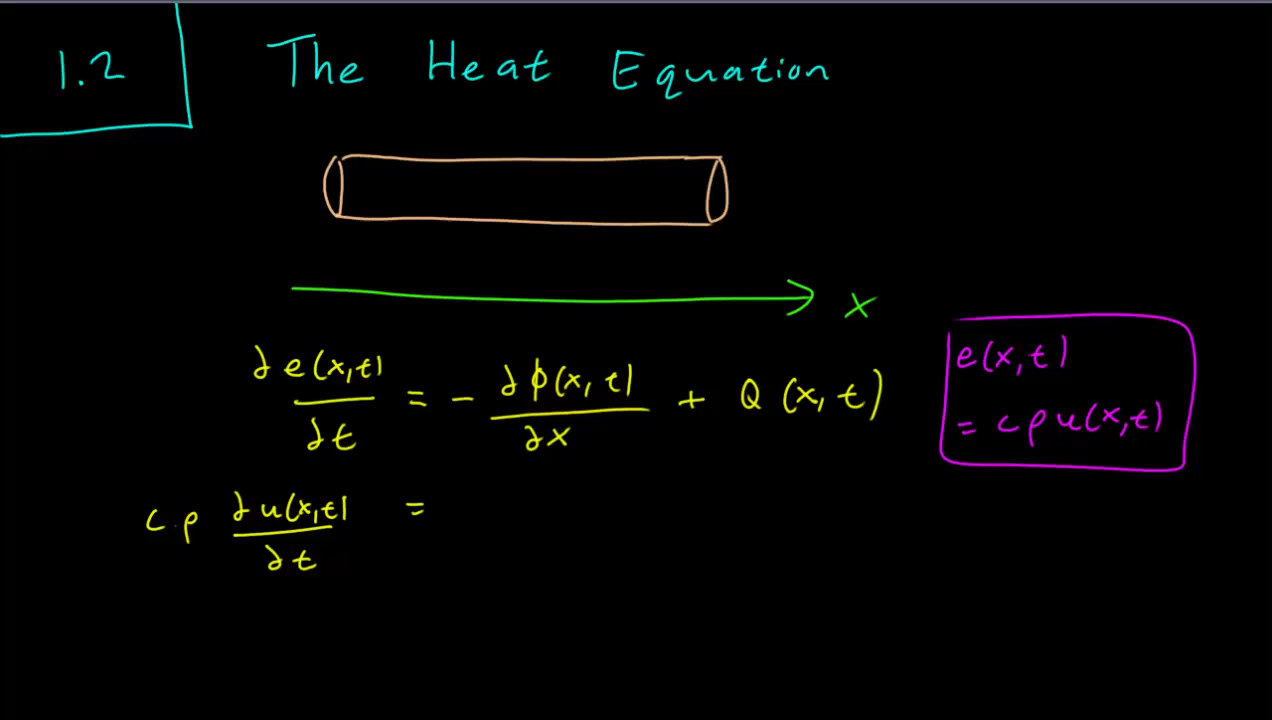 1.2 The Heat Equation
x
∂e(x,t)/∂t = - ∂φ(x,t)/∂x + Q(x,t)
e(x,t)
= cρu(x,t)
c·ρ ∂u(x,t)/∂t =